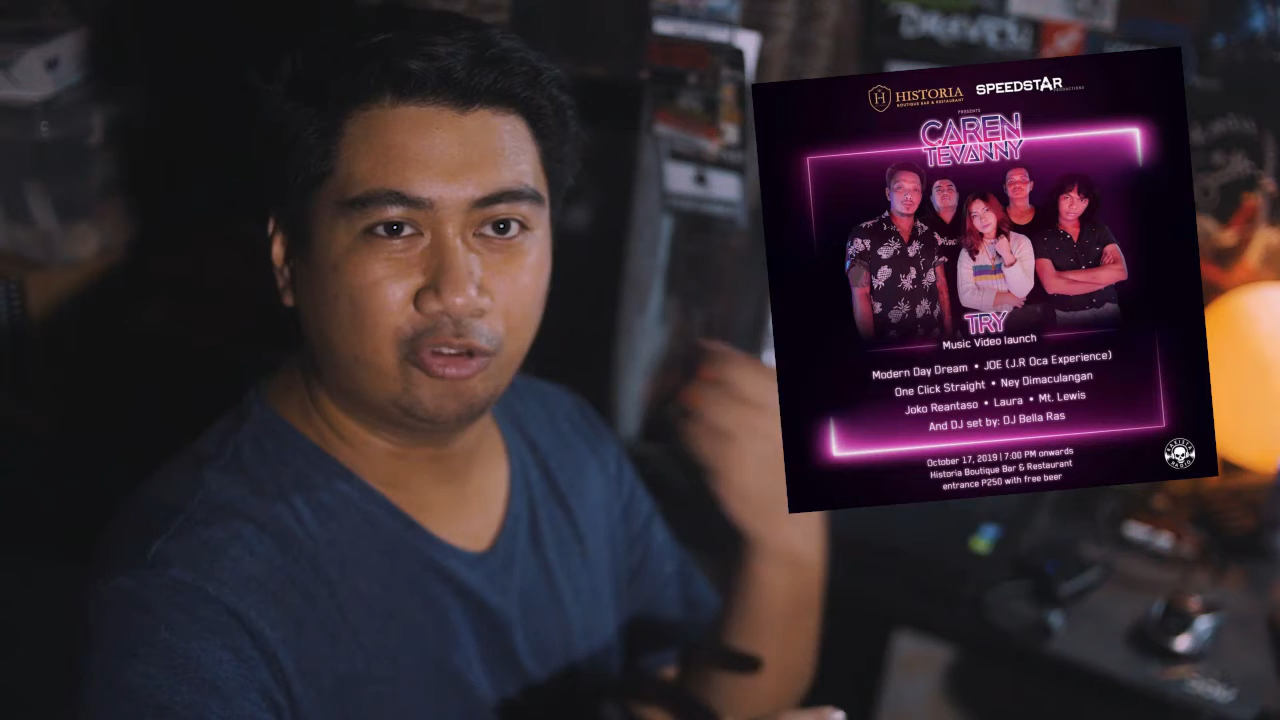 HISTORIA
BOUTIQUE BAR & RESTAURANT
SPEEDSTAR
PRODUCTIONS
PRESENTS
CAREN
TEVANNY
TRY
Music Video launch
Modern Day Dream • JOE (J.R Oca Experience)
One Click Straight • Ney Dimaculangan
Joko Reantaso • Laura • Mt. Lewis
And DJ set by: DJ Bella Ras
October 17, 2019 | 7:00 PM onwards
Historia Boutique Bar & Restaurant
entrance P250 with free beer